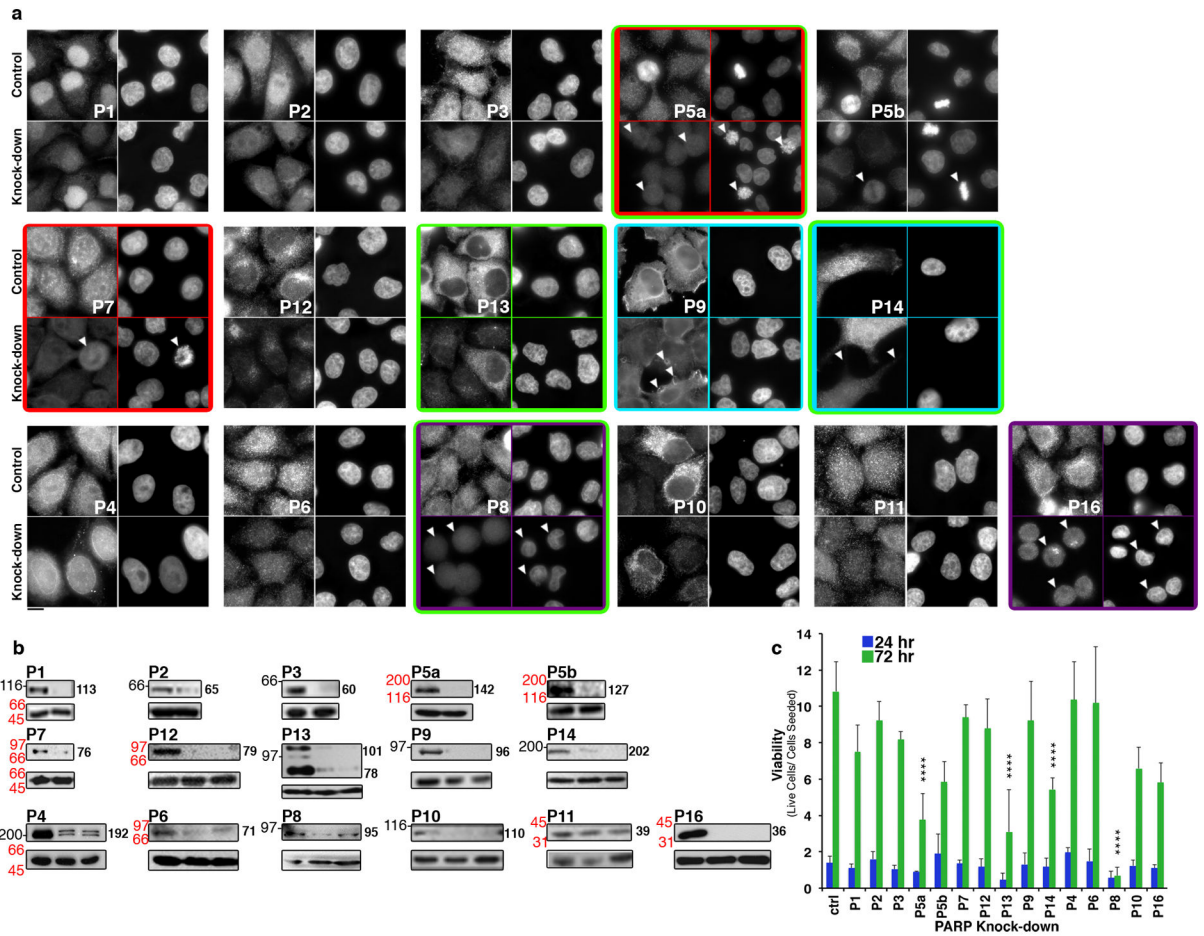 a
Control
P1
P2
P3
P5a
P5b
Knock-down
Control
P7
P12
P13
P9
P14
Knock-down
Control
P4
P6
P8
P10
P11
P16
Knock-down
b
P1
116
113
66
45
P2
66
65
P3
66
60
P5a
200
116
142
P5b
200
116
127
P7
97
66
76
66
45
P12
97
66
79
P13
97
101
78
P9
97
96
P14
200
202
P4
200
192
66
45
P6
97
66
71
P8
97
95
P10
116
110
P11
45
31
39
P16
45
31
36
c
24 hr
72 hr
Viability
(Live Cells/ Cells Seeded)
14
12
10
8
6
4
2
0
****
****
****
****
ctrl P1 P2 P3 P5a P5b P7 P12 P13 P9 P14 P4 P6 P8 P10 P16
PARP Knock-down